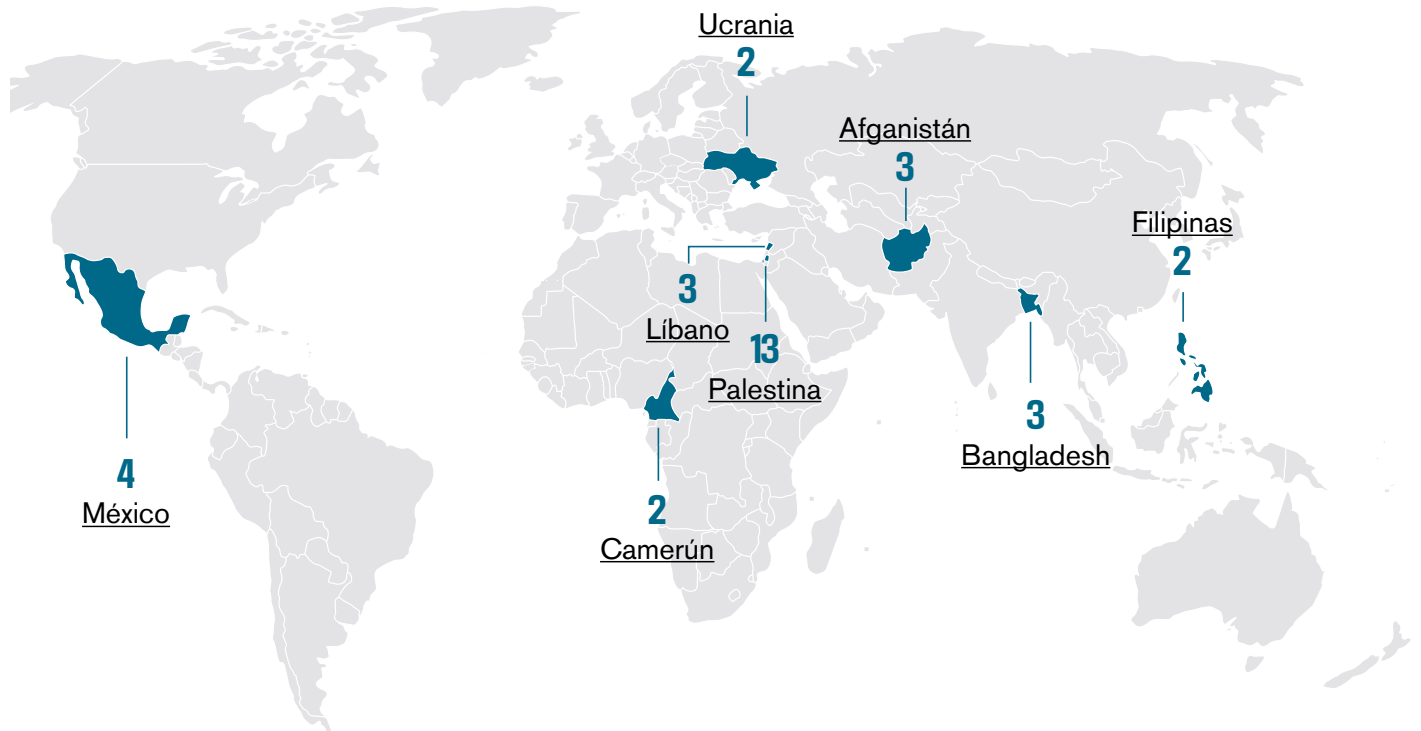 Ucrania
2
Afganistán
3
Filipinas
2
3
Líbano
13
Palestina
3
Bangladesh
4
México
2
Camerún